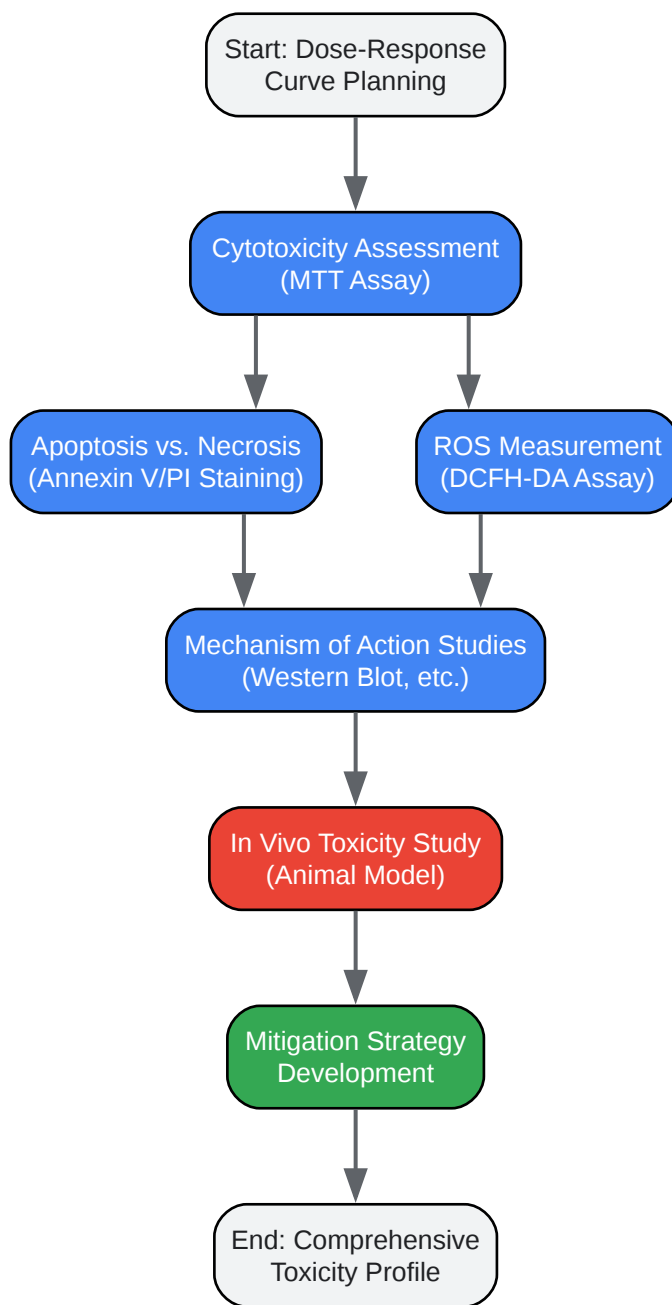 Start: Dose-Response
Curve Planning
Cytotoxicity Assessment
(MTT Assay)
Apoptosis vs. Necrosis
(Annexin V/PI Staining)
ROS Measurement
(DCFH-DA Assay)
Mechanism of Action Studies
(Western Blot, etc.)
In Vivo Toxicity Study
(Animal Model)
Mitigation Strategy
Development
End: Comprehensive
Toxicity Profile